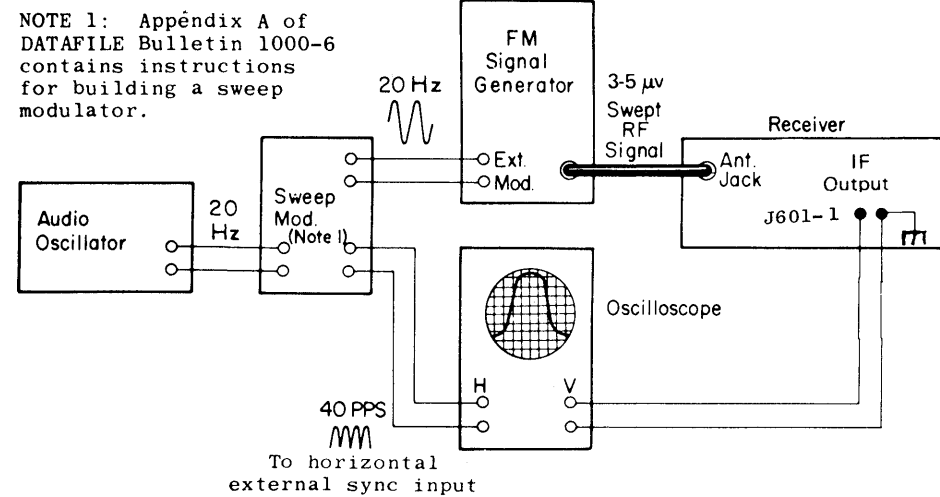 NOTE 1: Appendix A of
DATAFILE Bulletin 1000-6
contains instructions
for building a sweep
modulator.
FM
Signal
Generator
20 Hz
Ext.
Mod.
3-5 μv
Swept
RF
Signal
Receiver
Ant.
Jack
IF
Output
J601-1
Audio
Oscillator
20
Hz
Sweep
Mod.
(Note 1)
Oscilloscope
H
V
40 PPS
To horizontal
external sync input